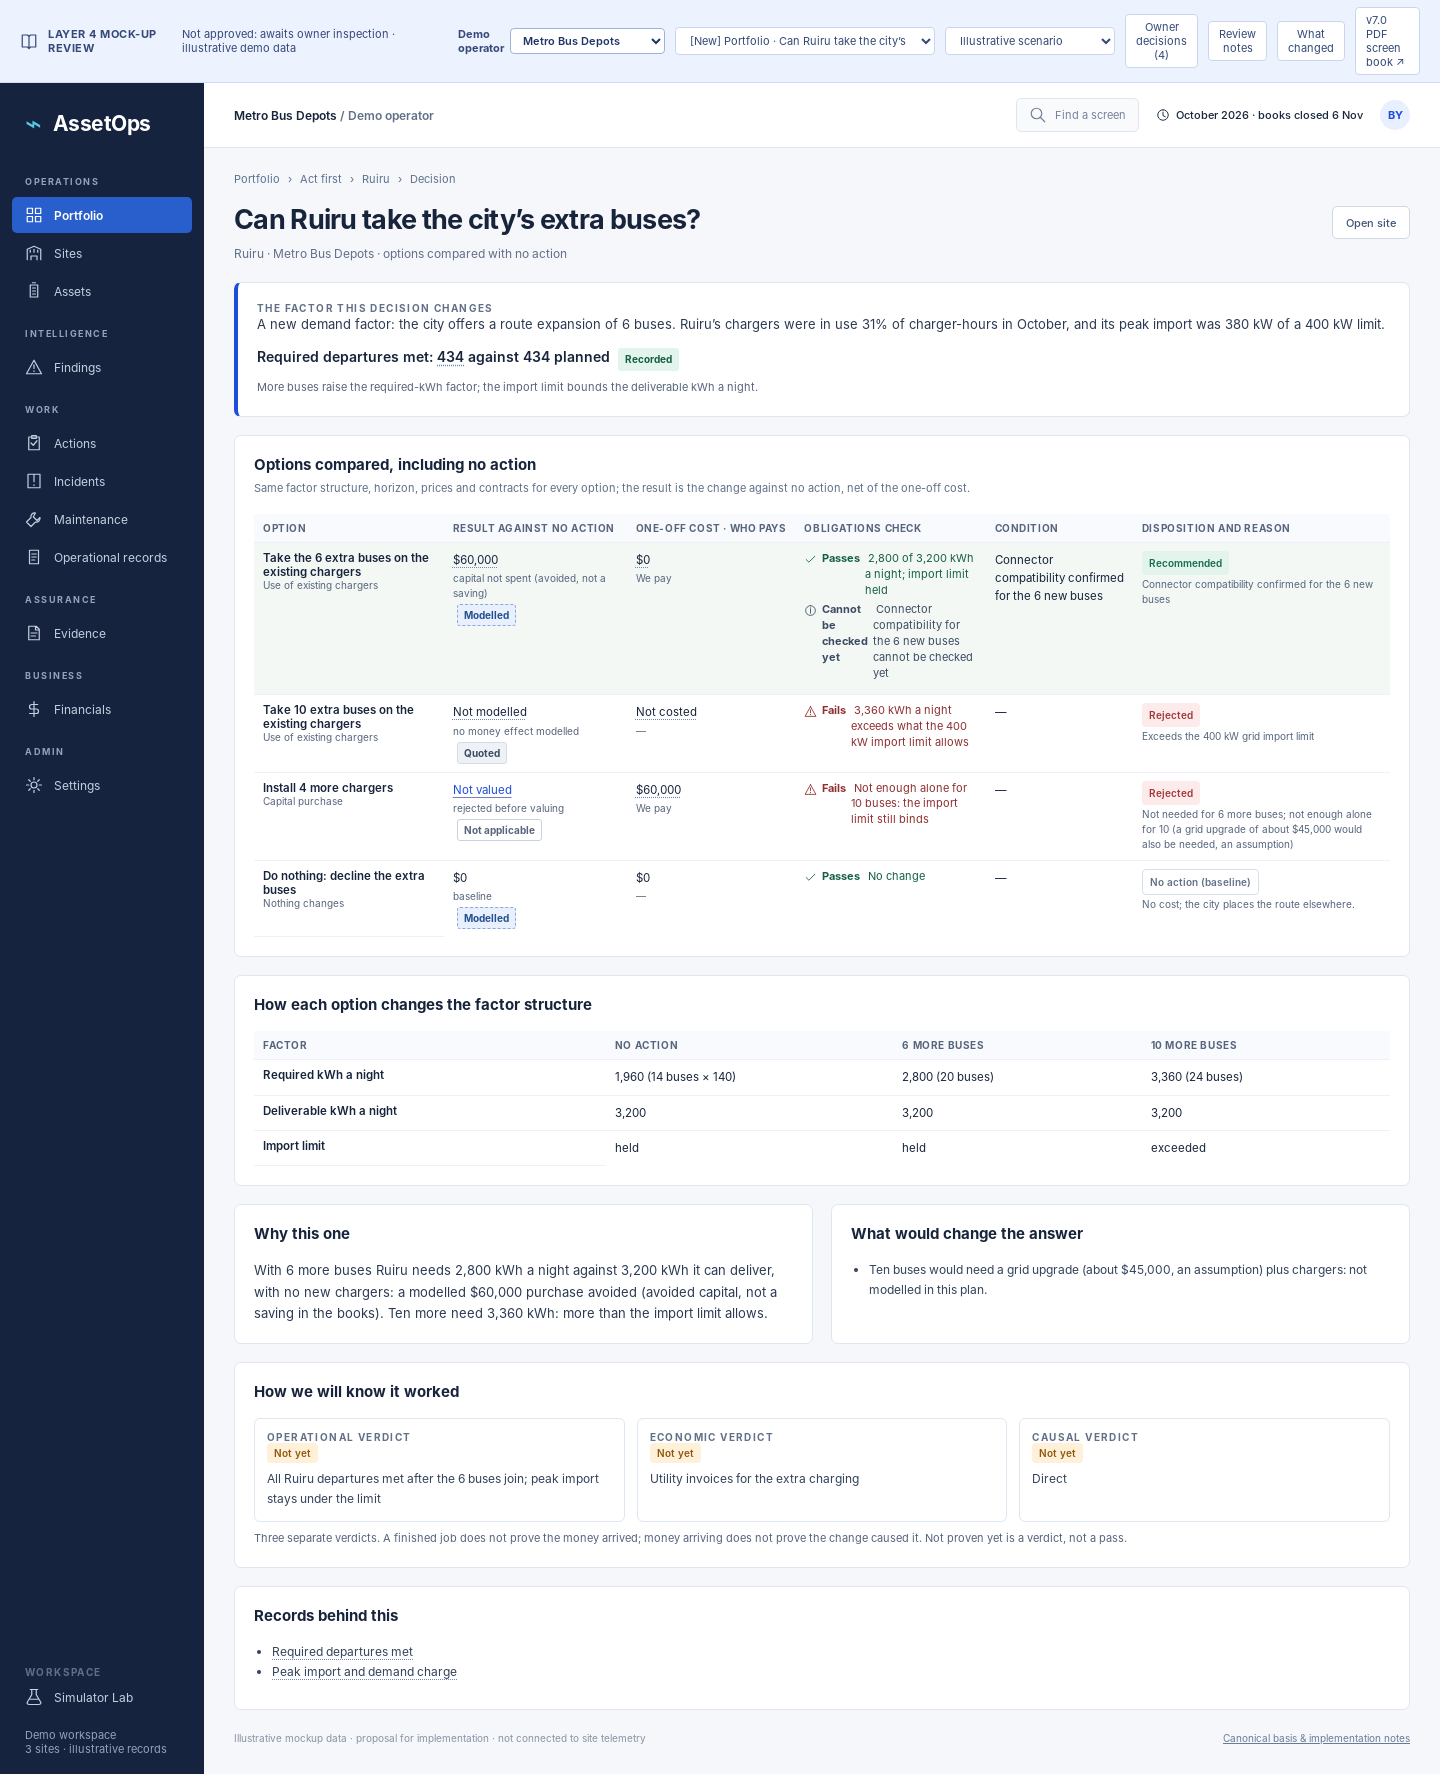 LAYER 4 MOCK-UP
REVIEW
Not approved: awaits owner inspection ·
illustrative demo data
Demo
operator
Metro Bus Depots
[New] Portfolio · Can Ruiru take the city's
Illustrative scenario
Owner
decisions
(4)
Review
notes
What
changed
v7.0
PDF
screen
book ↗
AssetOps
OPERATIONS
Portfolio
Sites
Assets
INTELLIGENCE
Findings
WORK
Actions
Incidents
Maintenance
Operational records
ASSURANCE
Evidence
BUSINESS
Financials
ADMIN
Settings
WORKSPACE
Simulator Lab
Demo workspace
3 sites · illustrative records
Metro Bus Depots / Demo operator
Find a screen
October 2026 · books closed 6 Nov
BY
Portfolio › Act first › Ruiru › Decision
Can Ruiru take the city’s extra buses?
Ruiru · Metro Bus Depots · options compared with no action
Open site
THE FACTOR THIS DECISION CHANGES
A new demand factor: the city offers a route expansion of 6 buses. Ruiru’s chargers were in use 31% of charger-hours in October, and its peak import was 380 kW of a 400 kW limit.
Required departures met: 434 against 434 planned Recorded
More buses raise the required-kWh factor; the import limit bounds the deliverable kWh a night.
Options compared, including no action
Same factor structure, horizon, prices and contracts for every option; the result is the change against no action, net of the one-off cost.
OPTION RESULT AGAINST NO ACTION ONE-OFF COST · WHO PAYS OBLIGATIONS CHECK CONDITION DISPOSITION AND REASON
Take the 6 extra buses on the
existing chargers
Use of existing chargers
$60,000
capital not spent (avoided, not a
saving)
Modelled
$0
We pay
Passes 2,800 of 3,200 kWh
a night; import limit
held
Cannot
be
checked
yet
Connector
compatibility for
the 6 new buses
cannot be checked
yet
Connector
compatibility confirmed
for the 6 new buses
Recommended
Connector compatibility confirmed for the 6 new
buses
Take 10 extra buses on the
existing chargers
Use of existing chargers
Not modelled
no money effect modelled
Quoted
Not costed
—
Fails 3,360 kWh a night
exceeds what the 400
kW import limit allows
—
Rejected
Exceeds the 400 kW grid import limit
Install 4 more chargers
Capital purchase
Not valued
rejected before valuing
Not applicable
$60,000
We pay
Fails Not enough alone for
10 buses: the import
limit still binds
—
Rejected
Not needed for 6 more buses; not enough alone
for 10 (a grid upgrade of about $45,000 would
also be needed, an assumption)
Do nothing: decline the extra
buses
Nothing changes
$0
baseline
Modelled
$0
—
Passes No change
—
No action (baseline)
No cost; the city places the route elsewhere.
How each option changes the factor structure
FACTOR NO ACTION 6 MORE BUSES 10 MORE BUSES
Required kWh a night 1,960 (14 buses × 140) 2,800 (20 buses) 3,360 (24 buses)
Deliverable kWh a night 3,200 3,200 3,200
Import limit held held exceeded
Why this one
With 6 more buses Ruiru needs 2,800 kWh a night against 3,200 kWh it can deliver,
with no new chargers: a modelled $60,000 purchase avoided (avoided capital, not a
saving in the books). Ten more need 3,360 kWh: more than the import limit allows.
What would change the answer
• Ten buses would need a grid upgrade (about $45,000, an assumption) plus chargers: not
modelled in this plan.
How we will know it worked
OPERATIONAL VERDICT
Not yet
All Ruiru departures met after the 6 buses join; peak import
stays under the limit
ECONOMIC VERDICT
Not yet
Utility invoices for the extra charging
CAUSAL VERDICT
Not yet
Direct
Three separate verdicts. A finished job does not prove the money arrived; money arriving does not prove the change caused it. Not proven yet is a verdict, not a pass.
Records behind this
• Required departures met
• Peak import and demand charge
Illustrative mockup data · proposal for implementation · not connected to site telemetry
Canonical basis & implementation notes